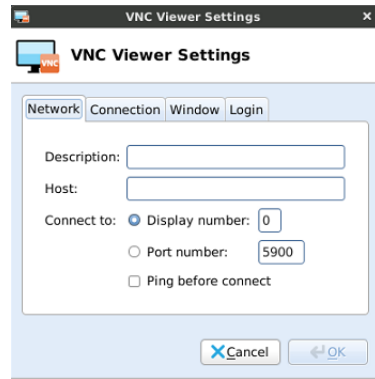 VNC Viewer Settings ×
VNC
VNC Viewer Settings
Network Connection Window Login
Description:
Host:
Connect to: Display number: 0
Port number: 5900
Ping before connect
Cancel OK